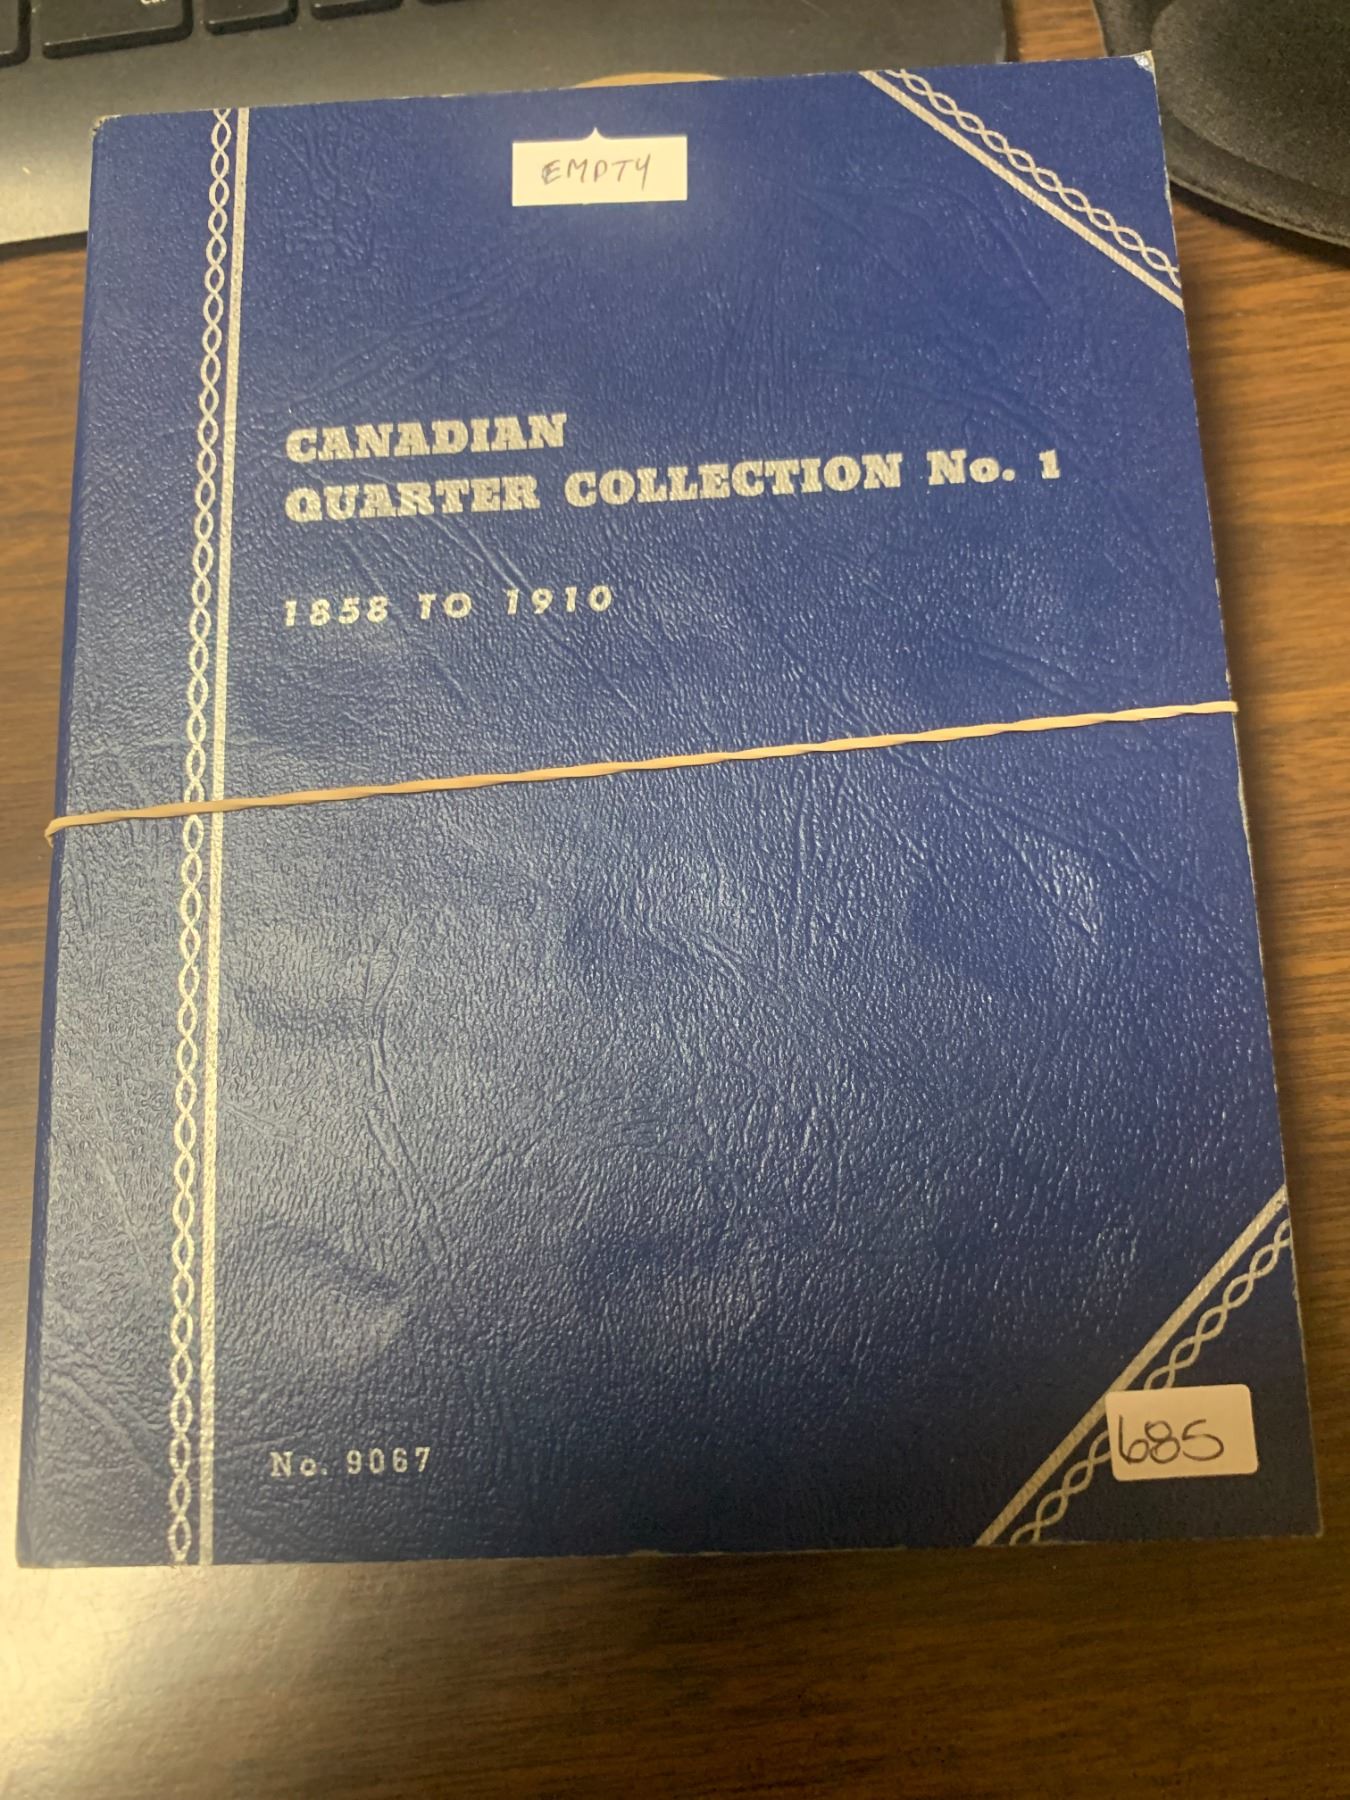 EMPTY
CANADIAN
QUARTER COLLECTION No. 1
1858 TO 1910
No. 9067
685